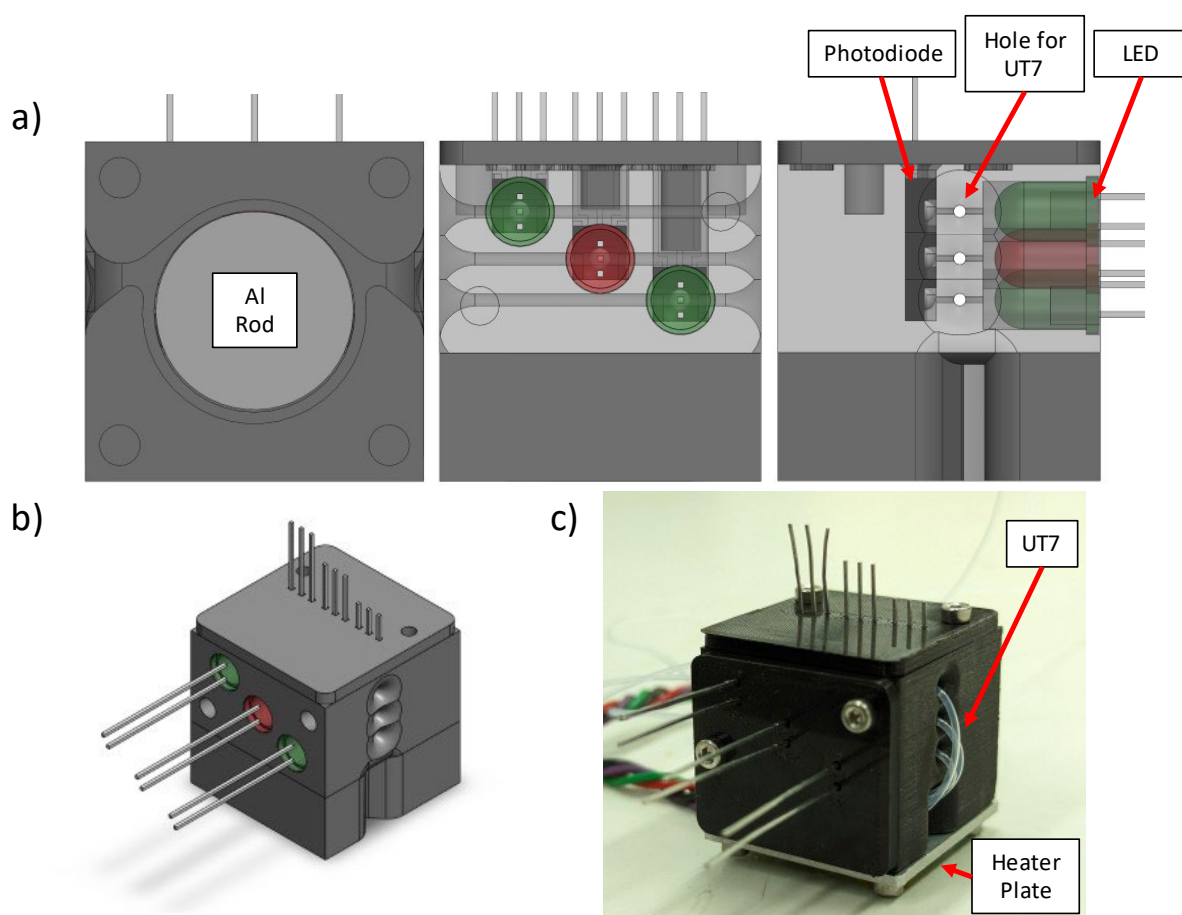 a)
Photodiode
Hole for
UT7
LED
Al
Rod
b)
c)
UT7
Heater
Plate